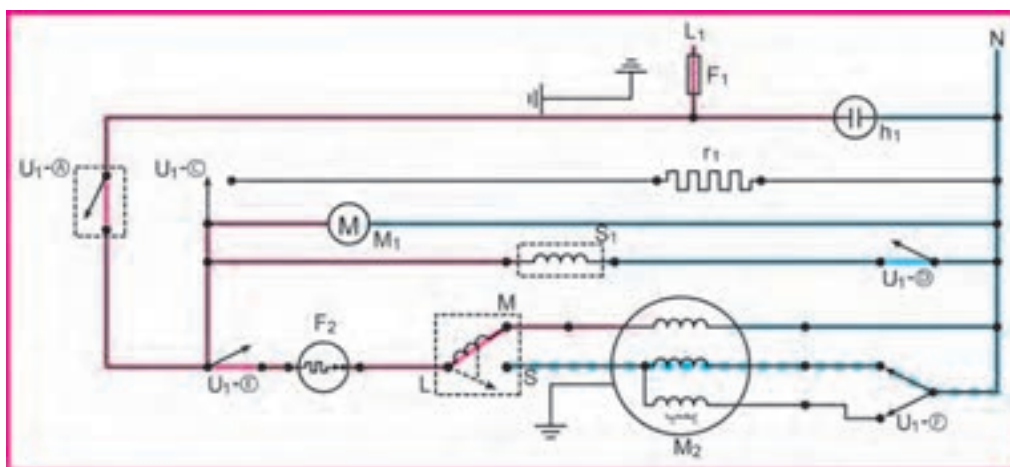 L₁ N
F₁
h₁
U₁-Ⓐ U₁-Ⓒ r₁
M M₁
S₁
U₁-Ⓓ
F₂ M
U₁-Ⓔ L S
U₁-Ⓕ
M₂